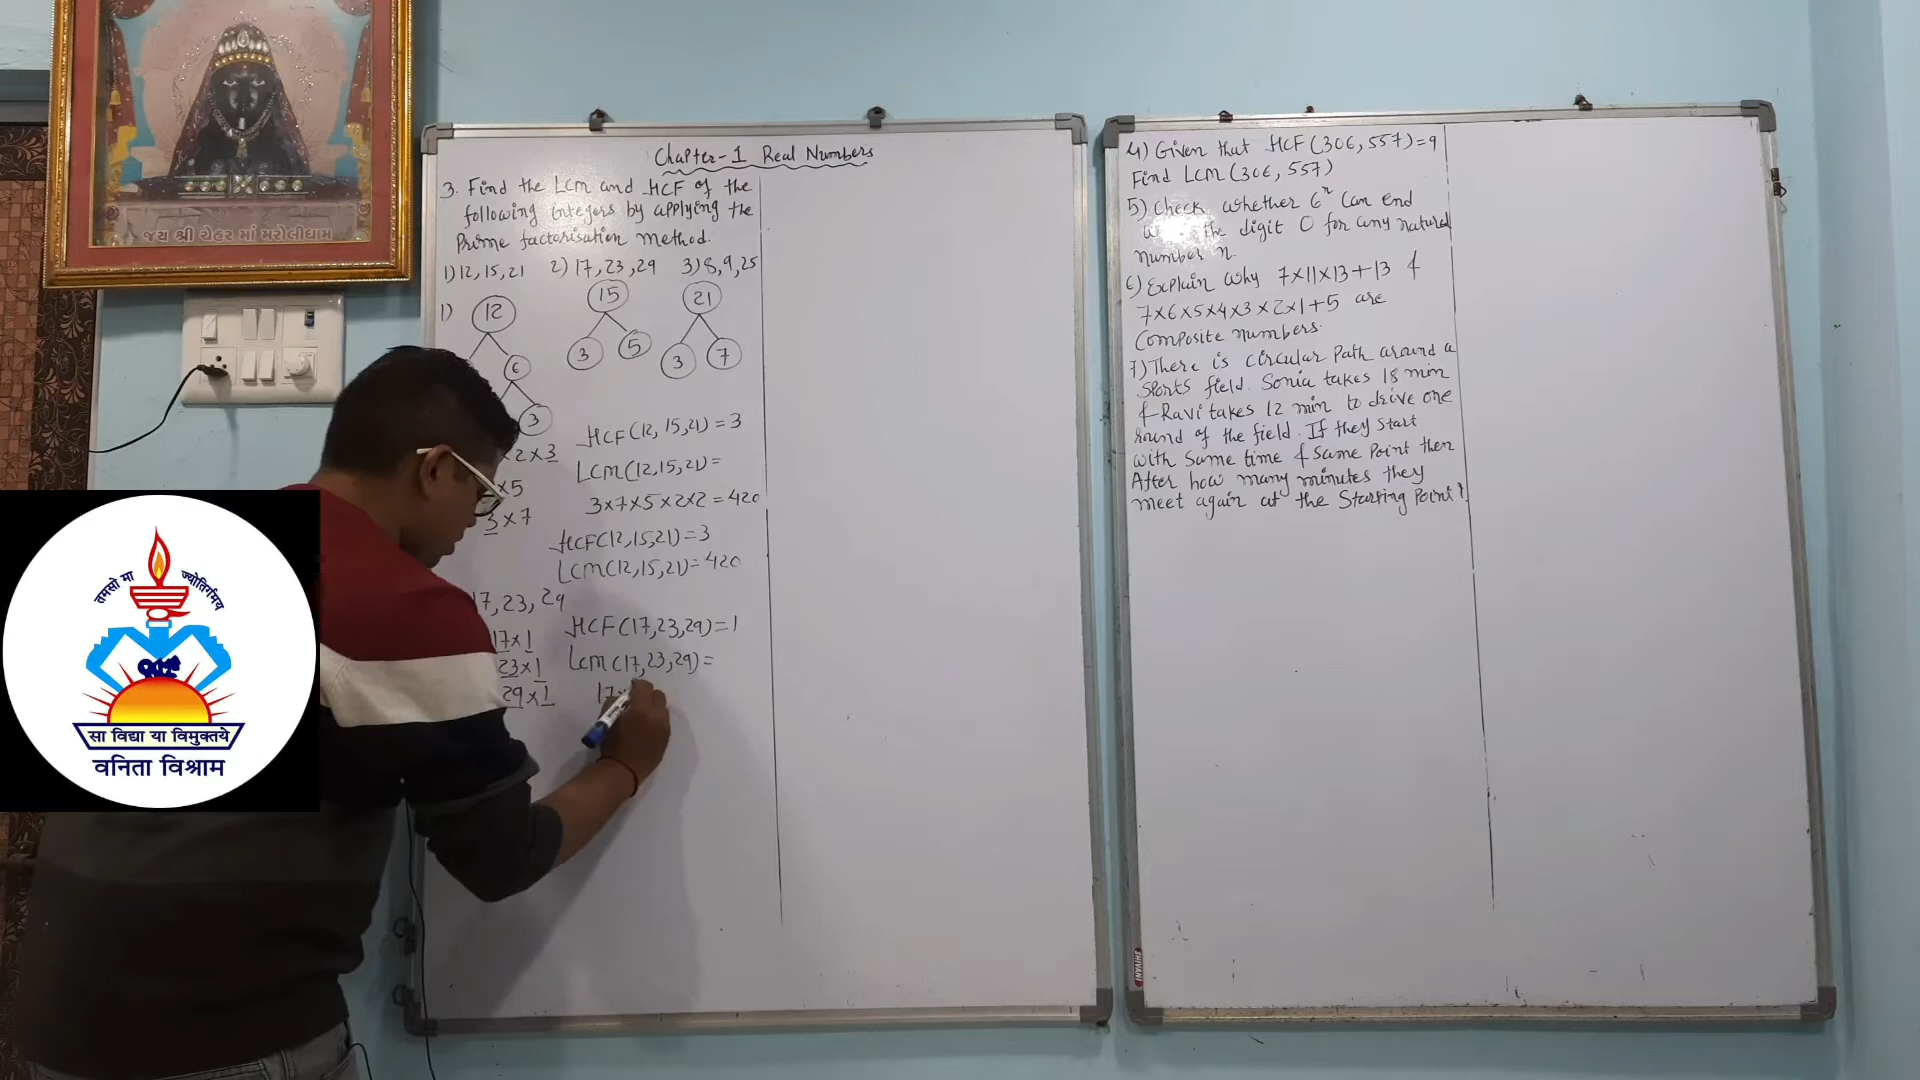 જય શ્રી ચેહર માં મરોલીધામ
Chapter-1 Real Numbers
3. Find the Lcm and HCF of the
following integers by applying the
Prime factorisation method.
1) 12, 15, 21 2) 17, 23, 29 3) 8, 9, 25
1) 12 15 21
6 3 5 3 7
3
2 × 3
× 5
3 × 7
HCF (12, 15, 21) = 3
Lcm (12, 15, 21) =
3×7×5×2×2 = 420
HCF(12, 15, 21) = 3
Lcm(12, 15, 21) = 420
17, 23, 29
17 × 1
23 × 1
29 × 1
HCF (17, 23, 29) = 1
Lcm (17, 23, 29) =
17
4) Given that HCF (306, 557) = 9
Find Lcm (306, 557)
5) Check whether 6ⁿ Can end
the digit 0 for any natural
number n.
6) Explain why 7×11×13+13 &
7×6×5×4×3×2×1+5 are
Composite numbers.
7) There is circular Path around a
Sports field. Sonia takes 18 min
& Ravi takes 12 min to drive one
round of the field. If they start
with same time & same Point then
After how many minutes they
meet again at the Starting Point?
SHIVANI
तमसो मा ज्योतिर्गमय
सा विद्या या विमुक्तये
वनिता विश्राम